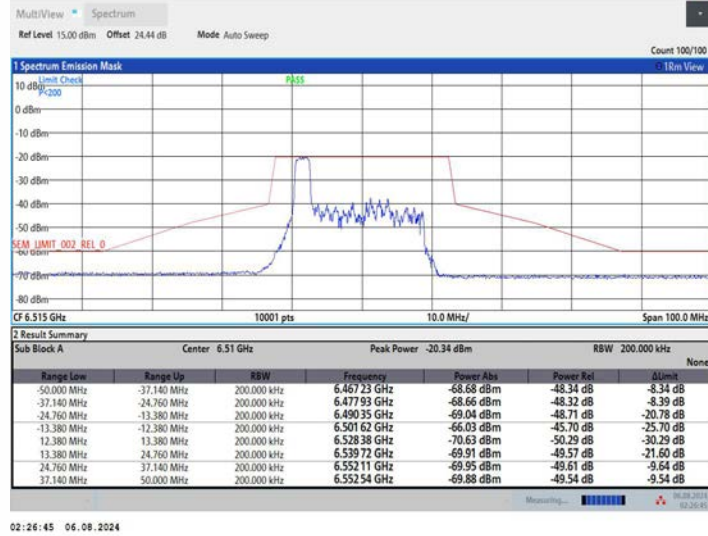 MultiView Spectrum
Ref Level 15.00 dBm Offset 24.44 dB Mode Auto Sweep
Count 100/100
1 Spectrum Emission Mask 1Rm View
Limit Check PASS
10 dBm
P<200
0 dBm
-10 dBm
-20 dBm
-30 dBm
-40 dBm
-50 dBm
SEM_LIMIT_002_REL_0
-60 dBm
-70 dBm
-80 dBm
CF 6.515 GHz 10001 pts 10.0 MHz/ Span 100.0 MHz
2 Result Summary
Sub Block A Center 6.51 GHz Peak Power -20.34 dBm RBW 200.000 kHz
None
Range Low Range Up RBW Frequency Power Abs Power Rel ΔLimit
-50.000 MHz -37.140 MHz 200.000 kHz 6.467 23 GHz -68.68 dBm -48.34 dB -8.34 dB
-37.140 MHz -24.760 MHz 200.000 kHz 6.477 93 GHz -68.66 dBm -48.32 dB -8.39 dB
-24.760 MHz -13.380 MHz 200.000 kHz 6.490 35 GHz -69.04 dBm -48.71 dB -20.78 dB
-13.380 MHz -12.380 MHz 200.000 kHz 6.501 62 GHz -66.03 dBm -45.70 dB -25.70 dB
12.380 MHz 13.380 MHz 200.000 kHz 6.528 38 GHz -70.63 dBm -50.29 dB -30.29 dB
13.380 MHz 24.760 MHz 200.000 kHz 6.539 72 GHz -69.91 dBm -49.57 dB -21.60 dB
24.760 MHz 37.140 MHz 200.000 kHz 6.552 11 GHz -69.95 dBm -49.61 dB -9.64 dB
37.140 MHz 50.000 MHz 200.000 kHz 6.552 54 GHz -69.88 dBm -49.54 dB -9.54 dB
Measuring... 06.08.2024
02:26:45
02:26:45 06.08.2024